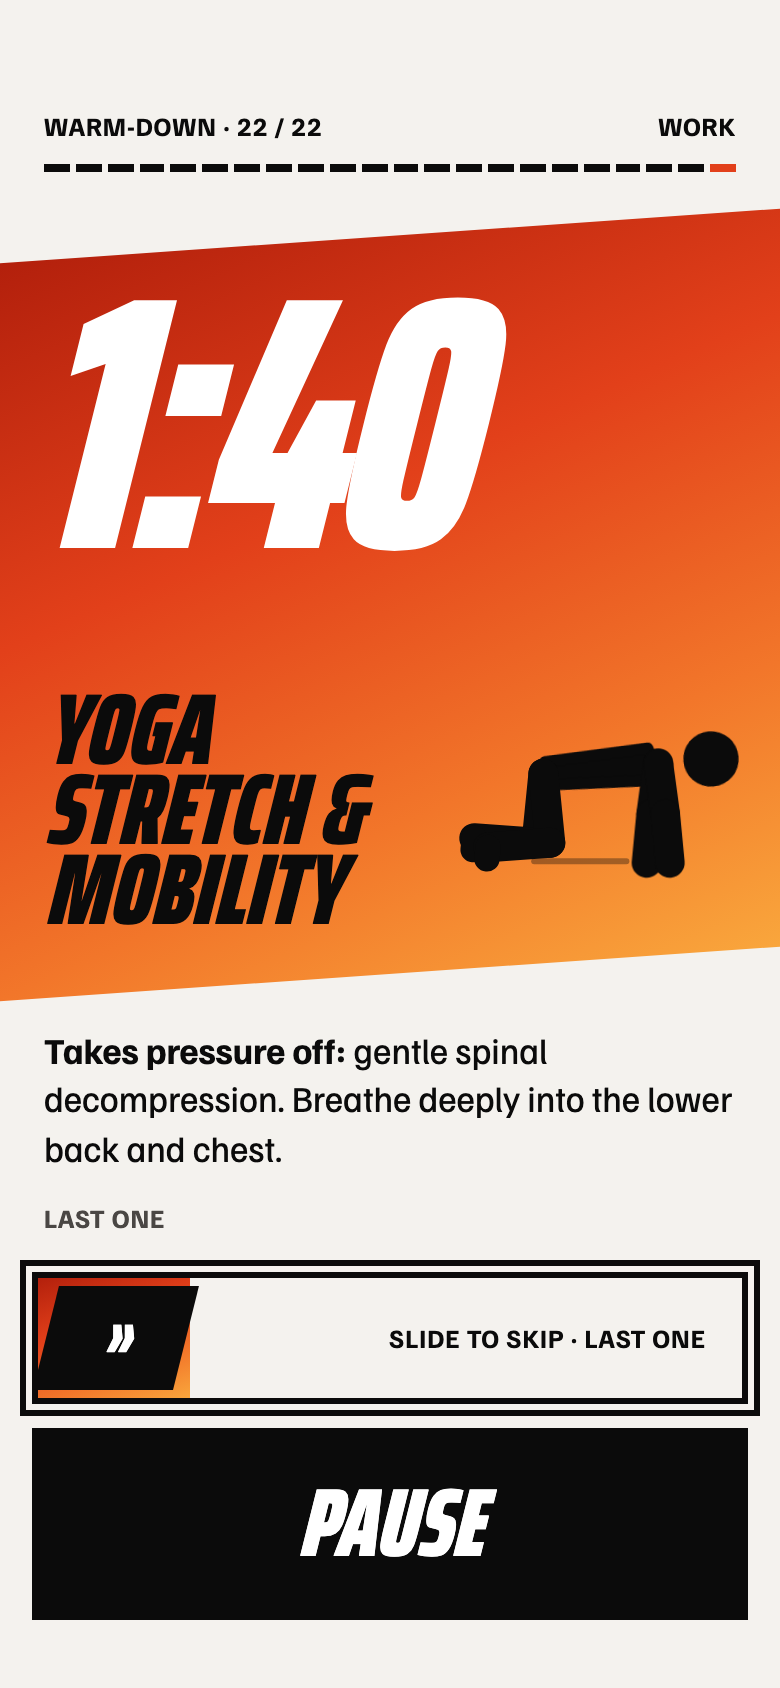 WARM-DOWN · 22 / 22
WORK
1:40
YOGA
STRETCH &
MOBILITY
Takes pressure off: gentle spinal
decompression. Breathe deeply into the lower
back and chest.
LAST ONE
» SLIDE TO SKIP · LAST ONE
PAUSE